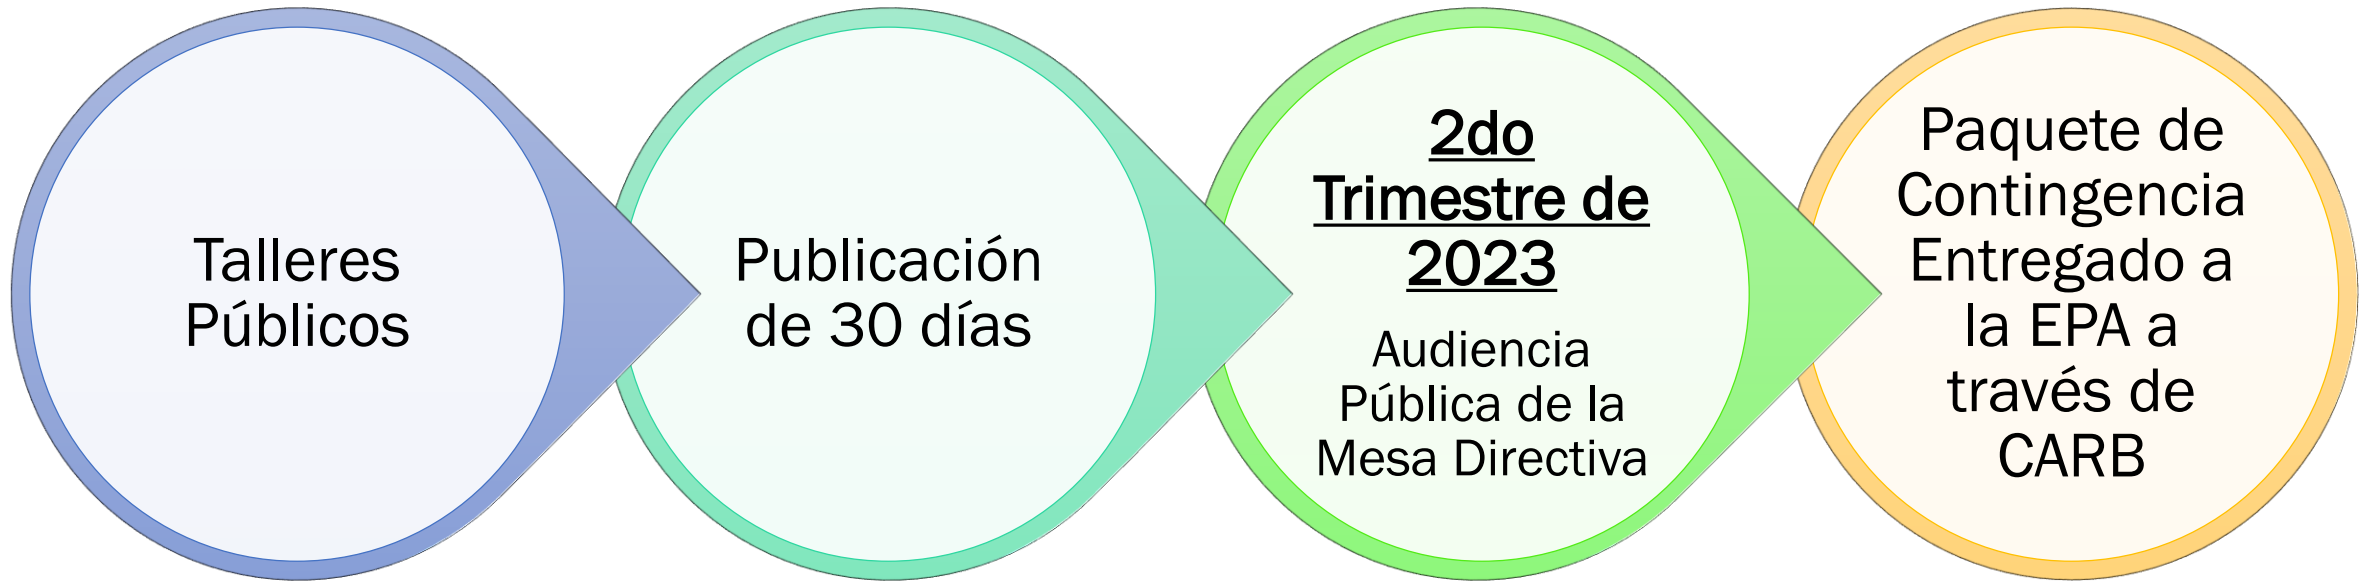 Talleres
Públicos
Publicación
de 30 días
2do
Trimestre de
2023
Audiencia
Pública de la
Mesa Directiva
Paquete de
Contingencia
Entregado a
la EPA a
través de
CARB